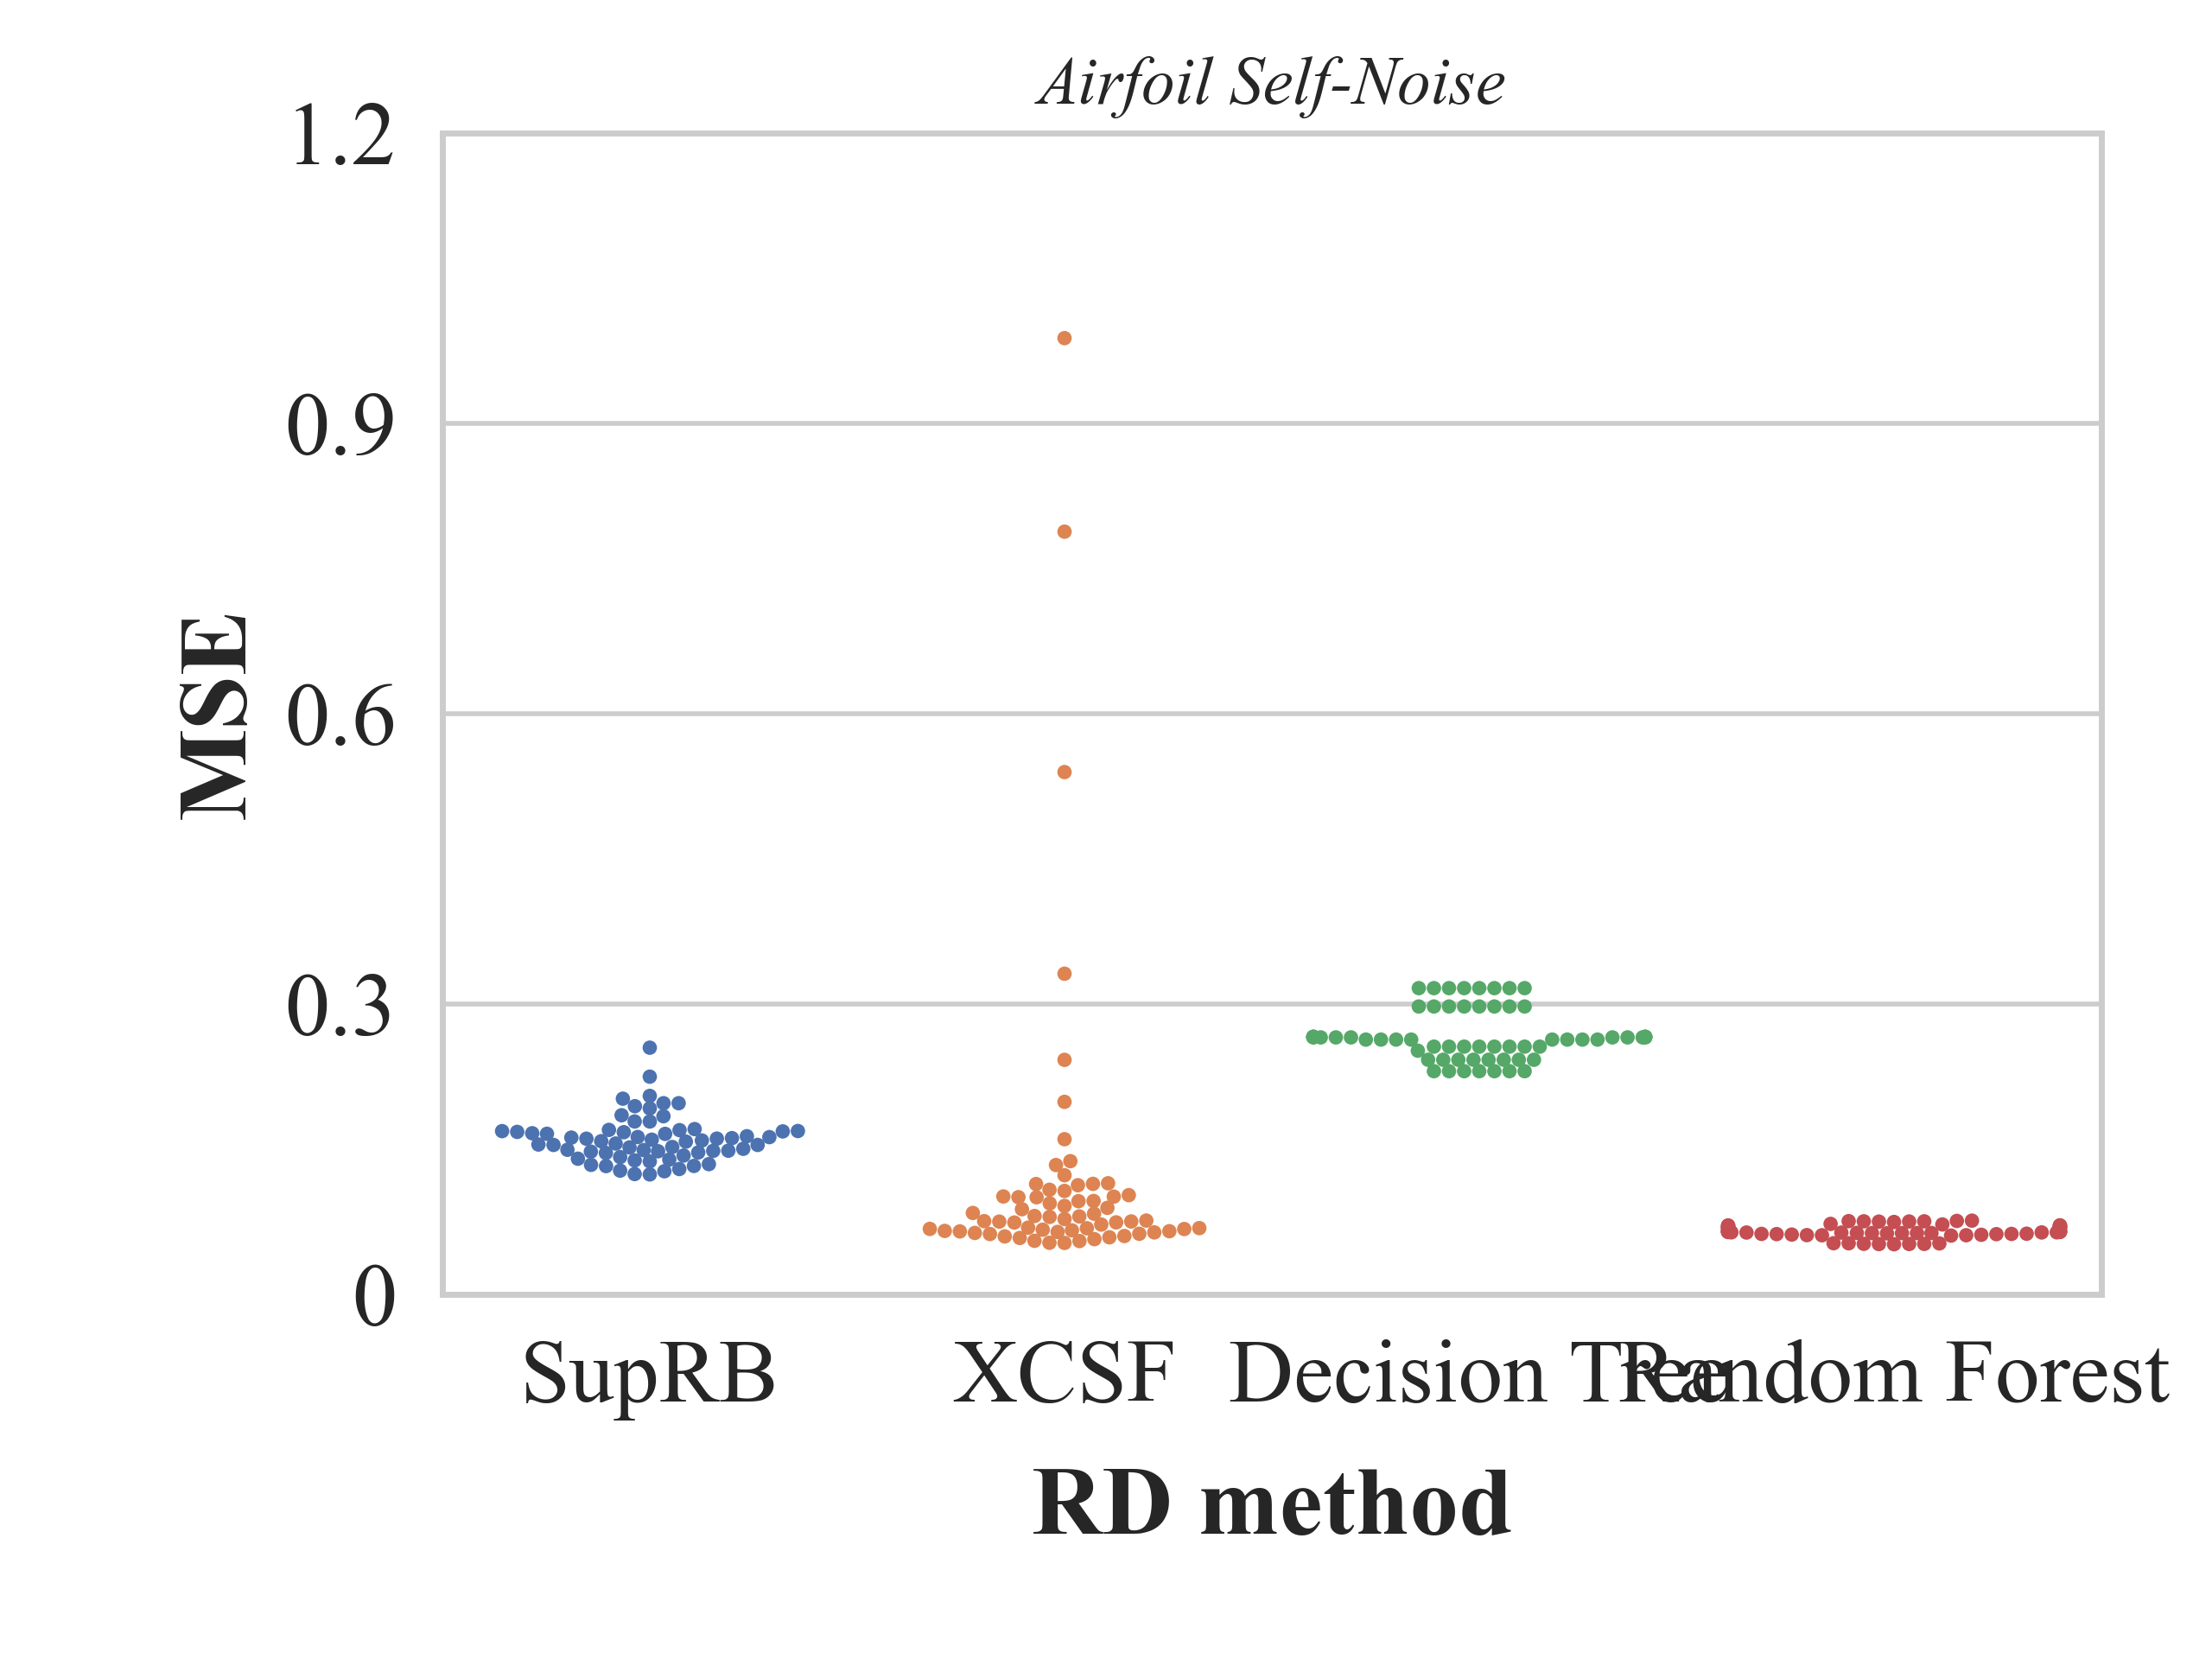 Airfoil Self-Noise
1.2
0.9
0.6
0.3
0
MSE
SupRB XCSF Decision Tree Random Forest
RD method